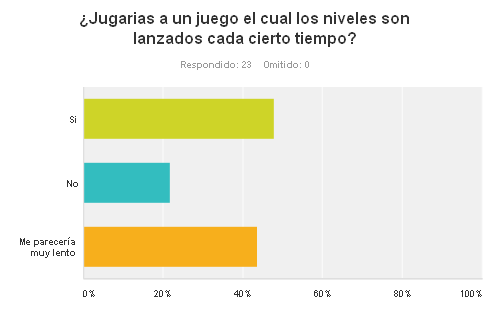 ¿Jugarias a un juego el cual los niveles son
lanzados cada cierto tiempo?
Respondido: 23 Omitido: 0
Si
No
Me parecería
muy lento
0% 20% 40% 60% 80% 100%